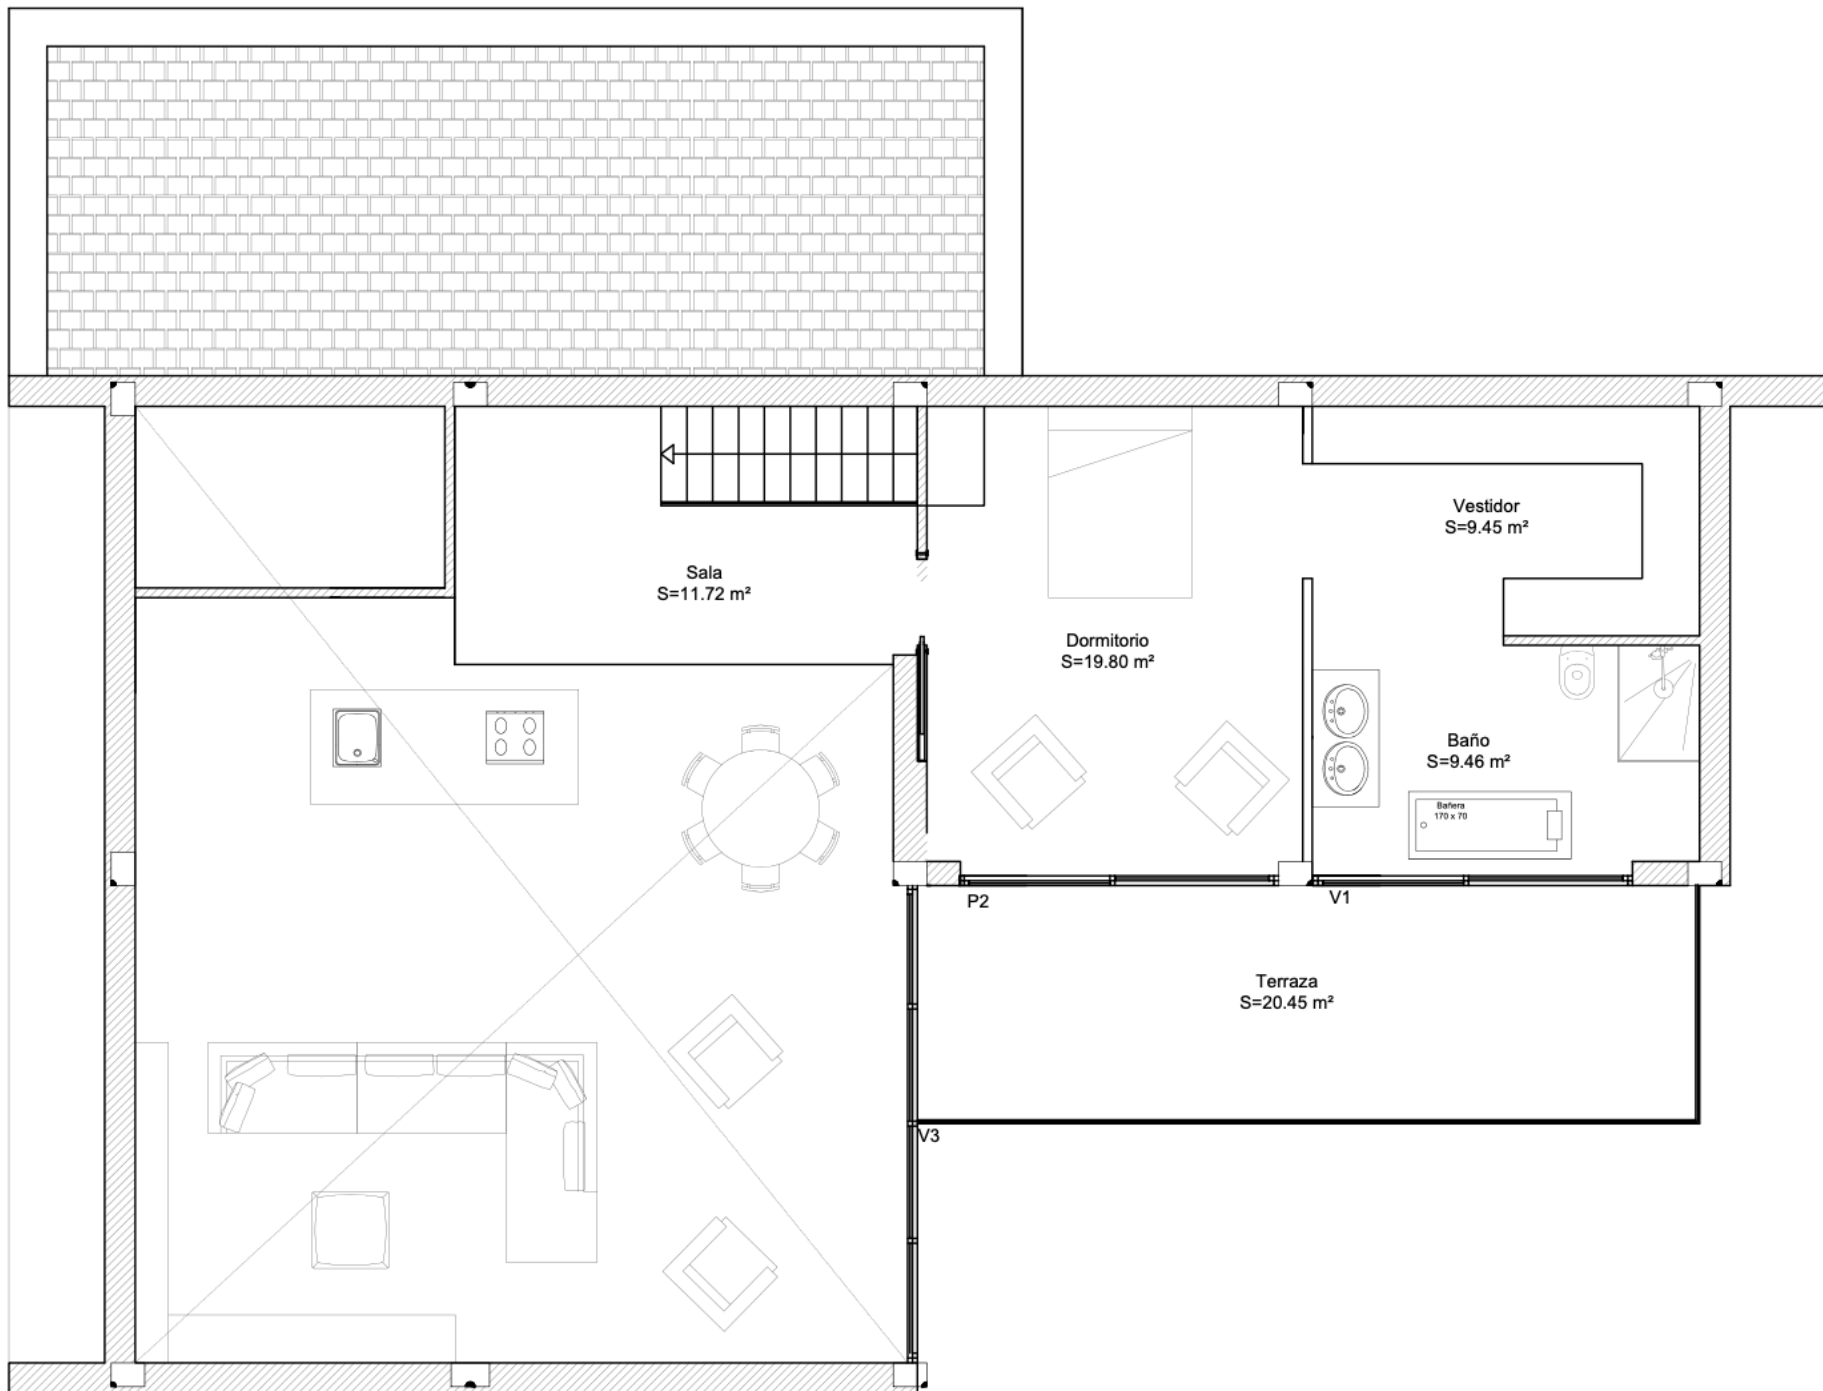 Vestidor
S=9.45 m²
Sala
S=11.72 m²
Dormitorio
S=19.80 m²
Baño
S=9.46 m²
Bañera
170 x 70
P2
V1
Terraza
S=20.45 m²
V3